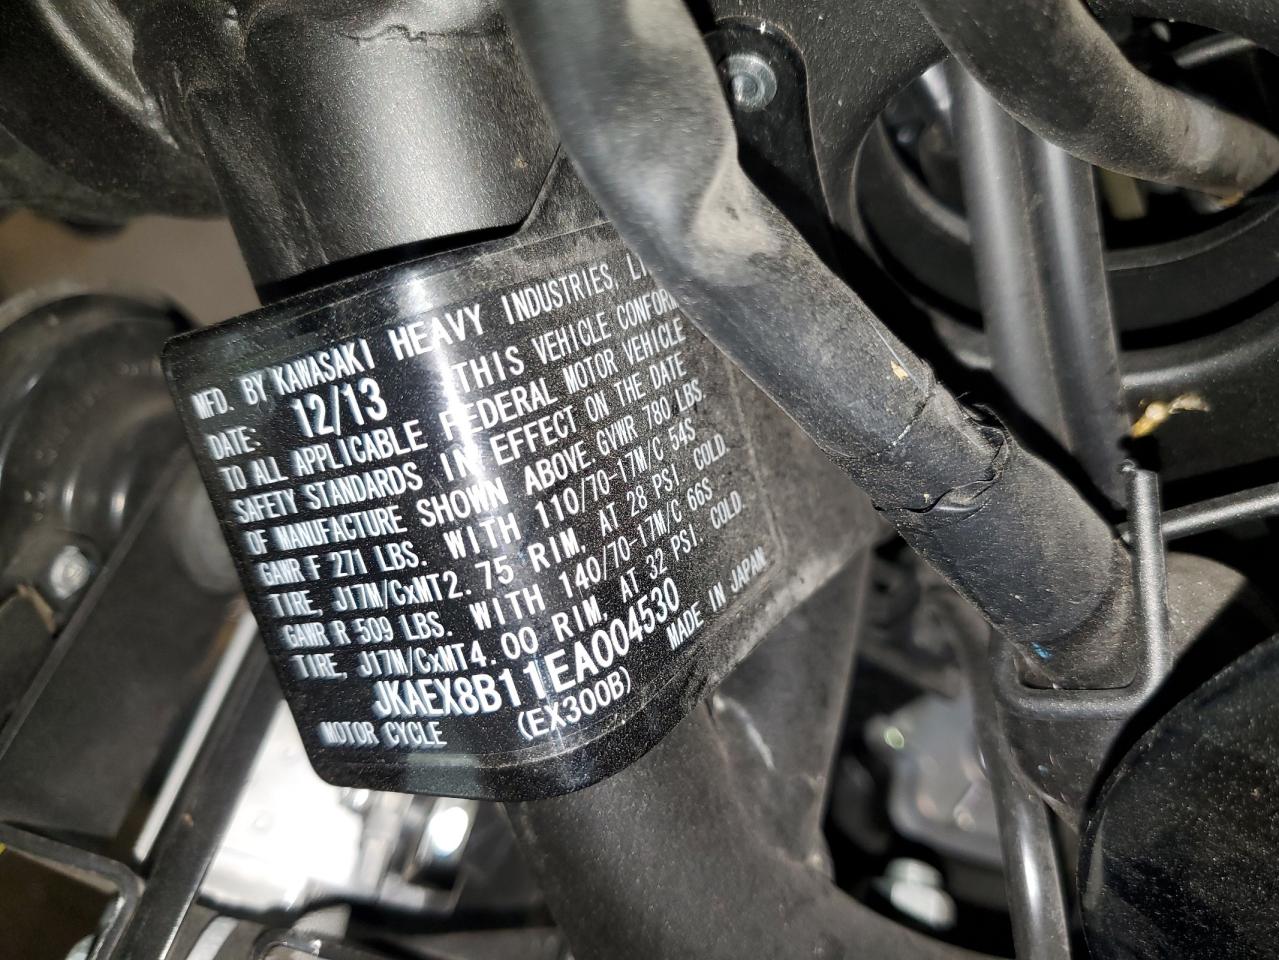 MFD. BY KAWASAKI HEAVY INDUSTRIES,
DATE: 12/13 THIS VEHICLE CONFORM
TO ALL APPLICABLE FEDERAL MOTOR VEHICLE
SAFETY STANDARDS IN EFFECT ON THE DATE
OF MANUFACTURE SHOWN ABOVE GVWR 780 LBS.
GAWR F 271 LBS. WITH 110/70-17M/C 54S
TIRE, J17M/CxMT2.75 RIM, AT 28 PSI. COLD.
GAWR R 509 LBS. WITH 140/70-17M/C 66S
TIRE, J17M/CxMT4.00 RIM, AT 32 PSI. COLD.
JKAEX8B11EA004530
MOTOR CYCLE (EX300B) MADE IN JAPAN.